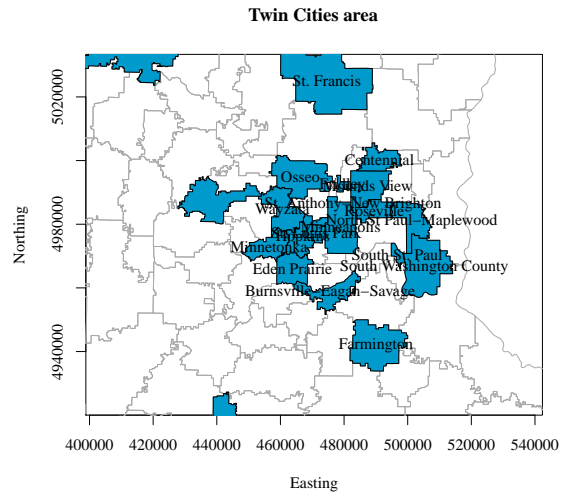 Twin Cities area
St. Francis
Centennial
Osseo
Mounds View
St. Anthony−New Brighton
Wayzata
Roseville
North St Paul−Maplewood
Minneapolis
Hopkins
Minnetonka
South St. Paul
South Washington County
Eden Prairie
Burnsville−Eagan−Savage
Farmington
Northing
5020000
4980000
4940000
400000 420000 440000 460000 480000 500000 520000 540000
Easting